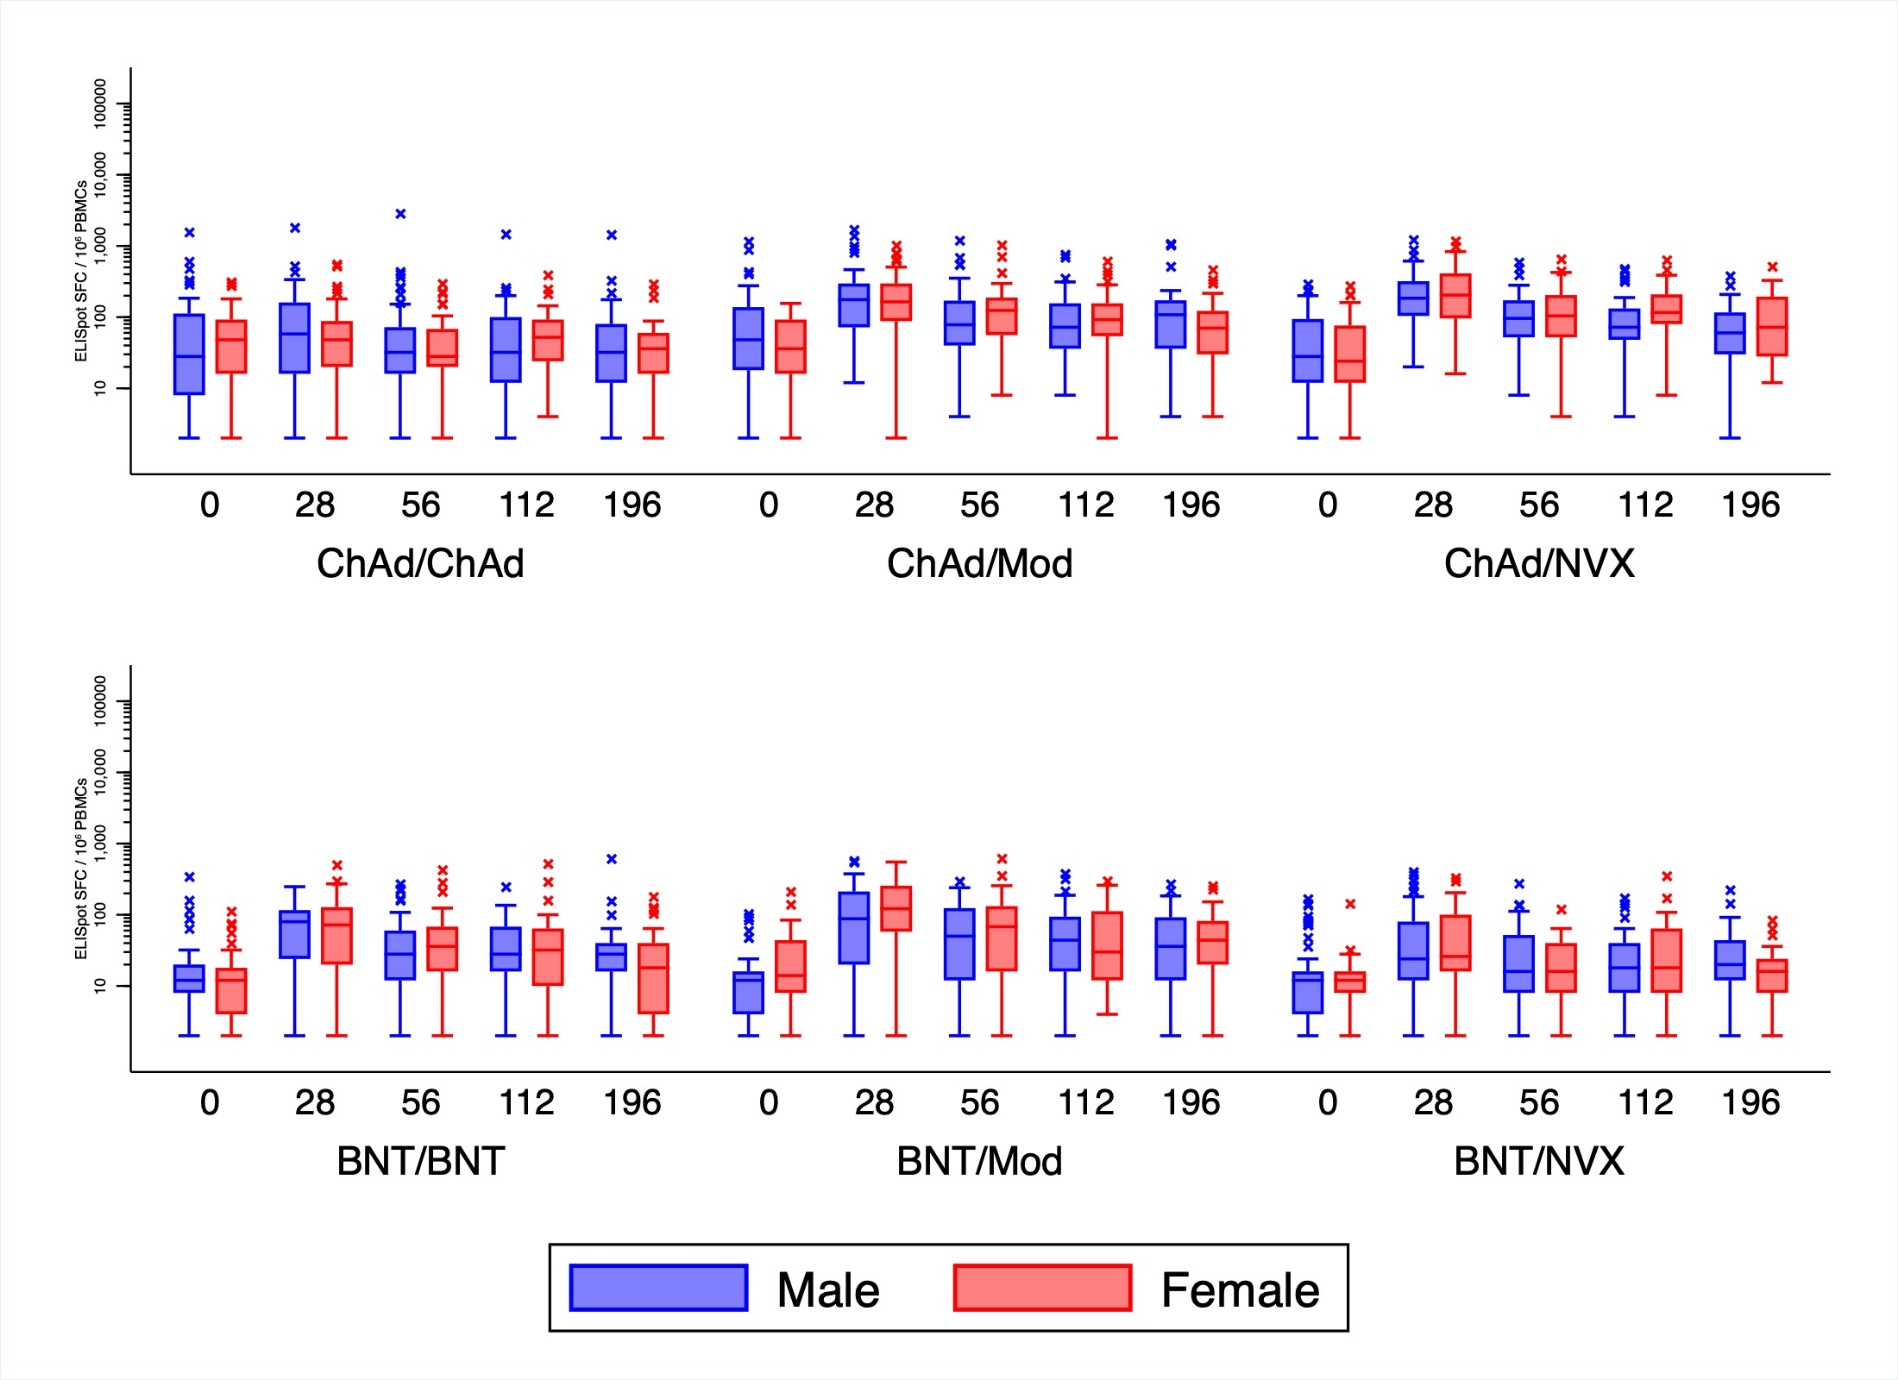 100000
10,000
1,000
100
10
ELISpot SFC / 10⁶ PBMCs
0 28 56 112 196 0 28 56 112 196 0 28 56 112 196
ChAd/ChAd ChAd/Mod ChAd/NVX
100000
10,000
1,000
100
10
ELISpot SFC / 10⁶ PBMCs
0 28 56 112 196 0 28 56 112 196 0 28 56 112 196
BNT/BNT BNT/Mod BNT/NVX
Male Female